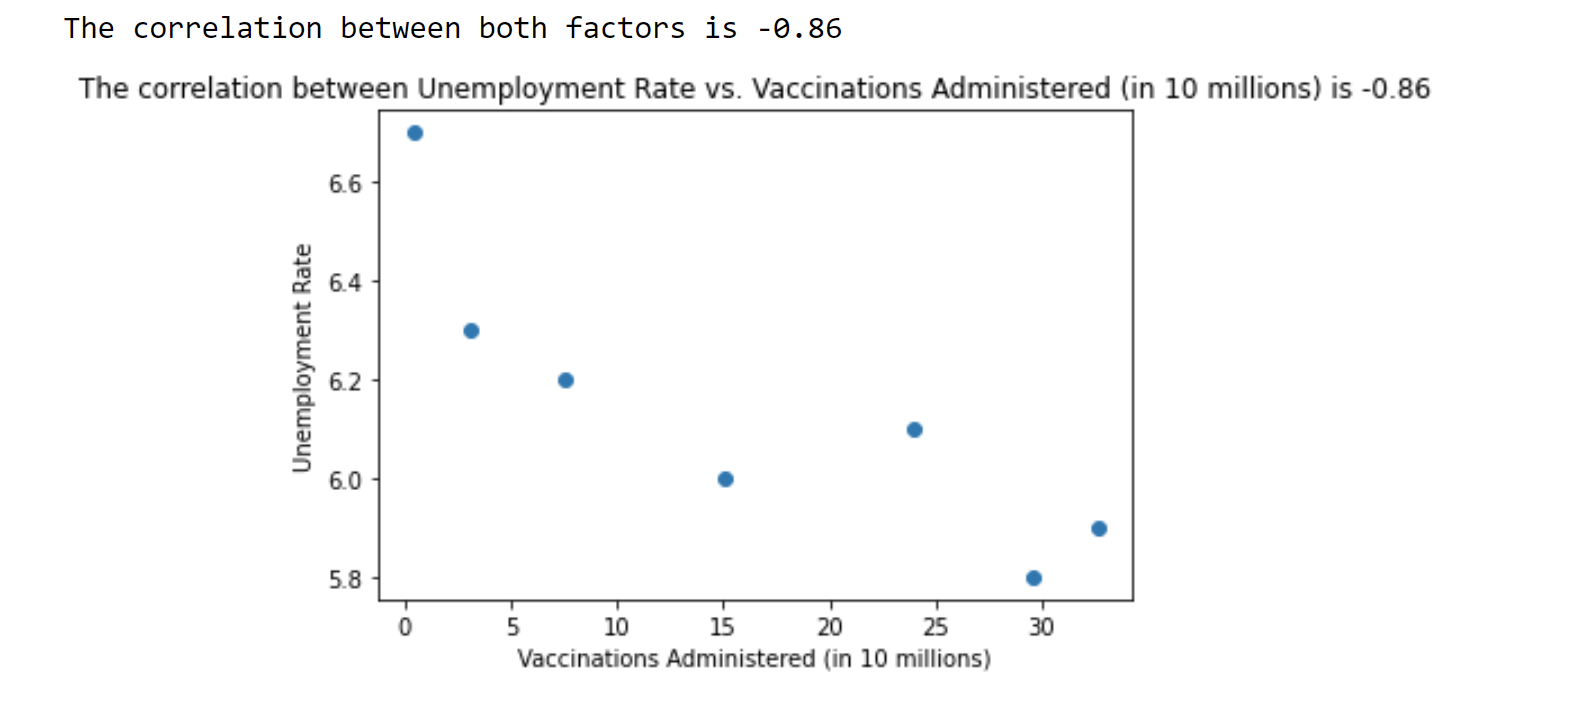 The correlation between both factors is -0.86
The correlation between Unemployment Rate vs. Vaccinations Administered (in 10 millions) is -0.86
Unemployment Rate
6.6
6.4
6.2
6.0
5.8
0 5 10 15 20 25 30
Vaccinations Administered (in 10 millions)